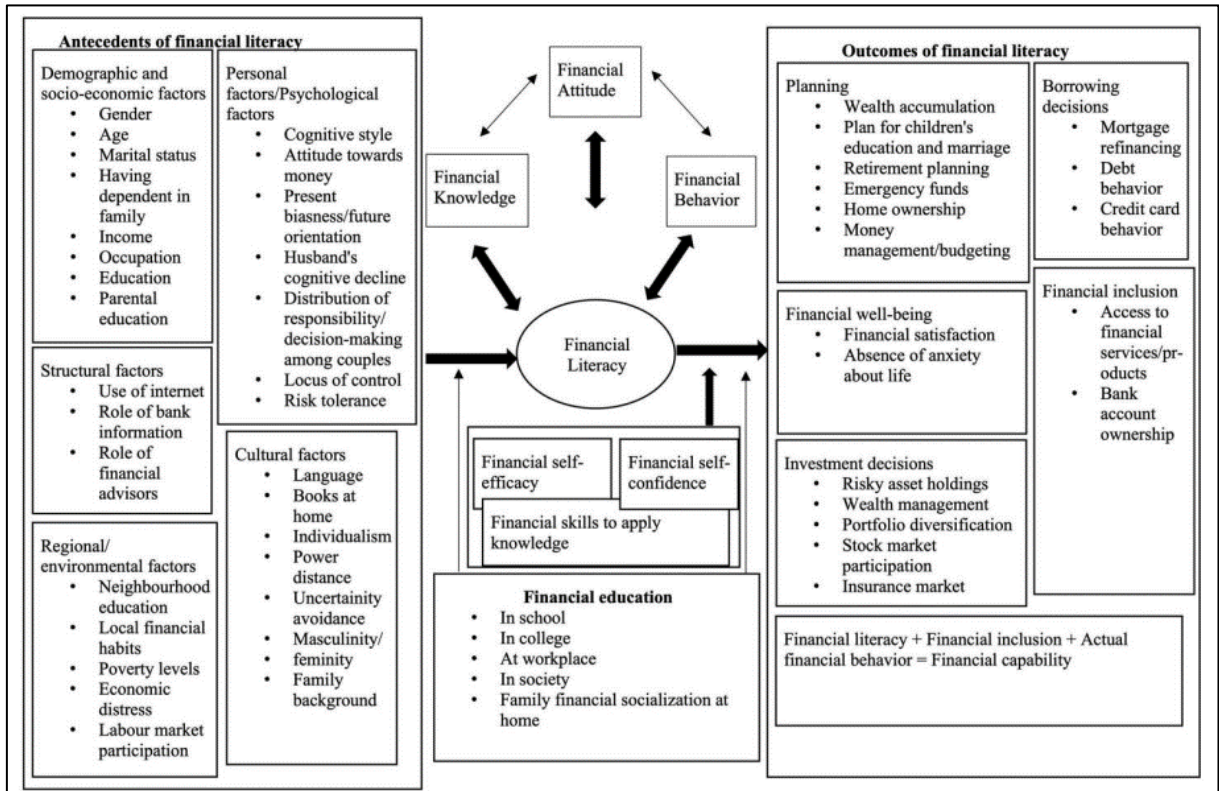 Antecedents of financial literacy
Demographic and
socio-economic factors
• Gender
• Age
• Marital status
• Having
dependent in
family
• Income
• Occupation
• Education
• Parental
education
Structural factors
• Use of internet
• Role of bank
information
• Role of
financial
advisors
Regional/
environmental factors
• Neighbourhood
education
• Local financial
habits
• Poverty levels
• Economic
distress
• Labour market
participation
Personal
factors/Psychological
factors
• Cognitive style
• Attitude towards
money
• Present
biasness/future
orientation
• Husband's
cognitive decline
• Distribution of
responsibility/
decision-making
among couples
• Locus of control
• Risk tolerance
Cultural factors
• Language
• Books at
home
• Individualism
• Power
distance
• Uncertainity
avoidance
• Masculinity/
• feminity
• Family
background
Financial
Attitude
Financial
Knowledge
Financial
Behavior
Financial
Literacy
Financial self-
efficacy
Financial self-
confidence
Financial skills to apply
knowledge
Financial education
• In school
• In college
• At workplace
• In society
• Family financial socialization at
home
Outcomes of financial literacy
Planning
• Wealth accumulation
• Plan for children's
education and marriage
• Retirement planning
• Emergency funds
• Home ownership
• Money
management/budgeting
Financial well-being
• Financial satisfaction
• Absence of anxiety
about life
Investment decisions
• Risky asset holdings
• Wealth management
• Portfolio diversification
• Stock market
participation
• Insurance market
Borrowing
decisions
• Mortgage
refinancing
• Debt
behavior
• Credit card
behavior
Financial inclusion
• Access to
financial
services/pr-
oducts
• Bank
account
ownership
Financial literacy + Financial inclusion + Actual
financial behavior = Financial capability